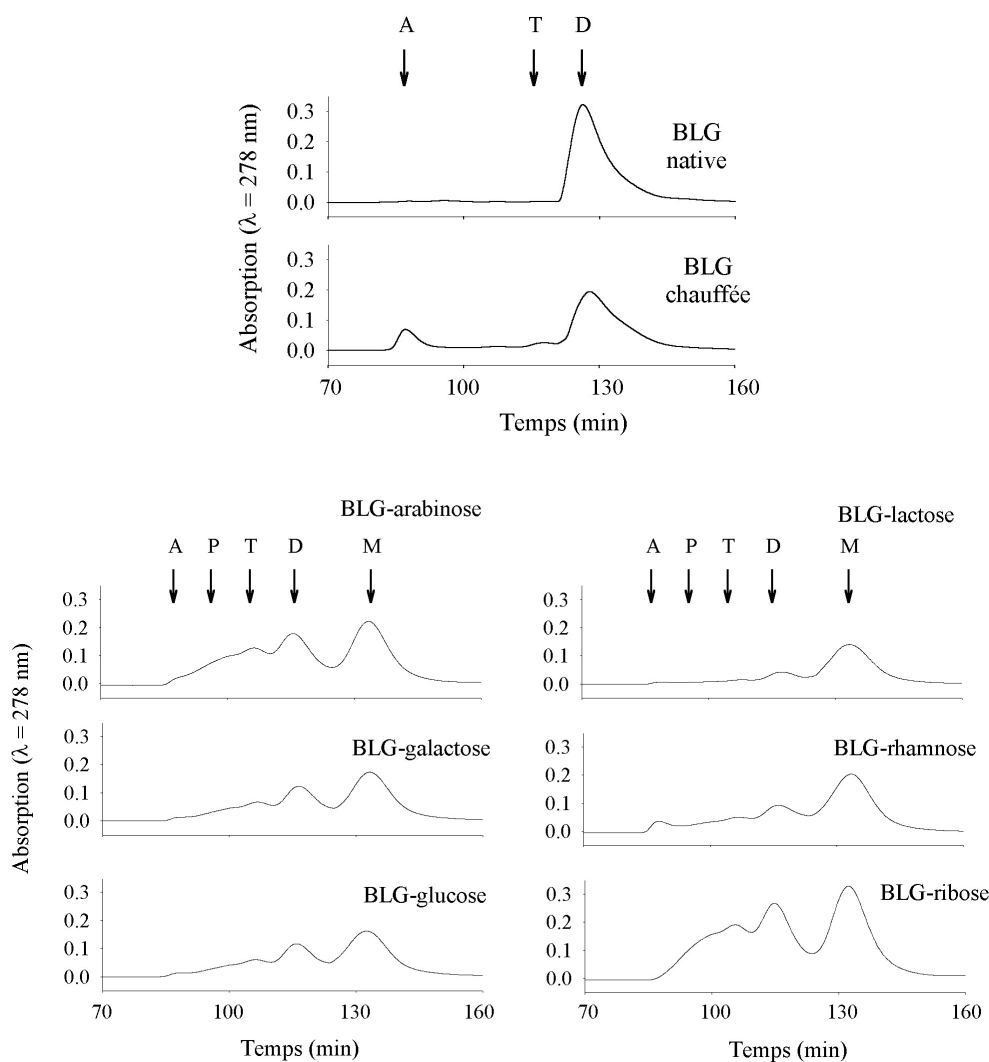 A T D
Absorption (λ = 278 nm)
0.3
0.2
0.1
0.0
BLG
native
0.3
0.2
0.1
0.0
BLG
chauffée
70 100 130 160
Temps (min)
Absorption (λ = 278 nm)
BLG-arabinose
A P T D M
0.3
0.2
0.1
0.0
BLG-galactose
0.3
0.2
0.1
0.0
BLG-glucose
0.3
0.2
0.1
0.0
70 100 130 160
Temps (min)
BLG-lactose
A P T D M
0.3
0.2
0.1
0.0
BLG-rhamnose
0.3
0.2
0.1
0.0
BLG-ribose
0.3
0.2
0.1
0.0
70 100 130 160
Temps (min)